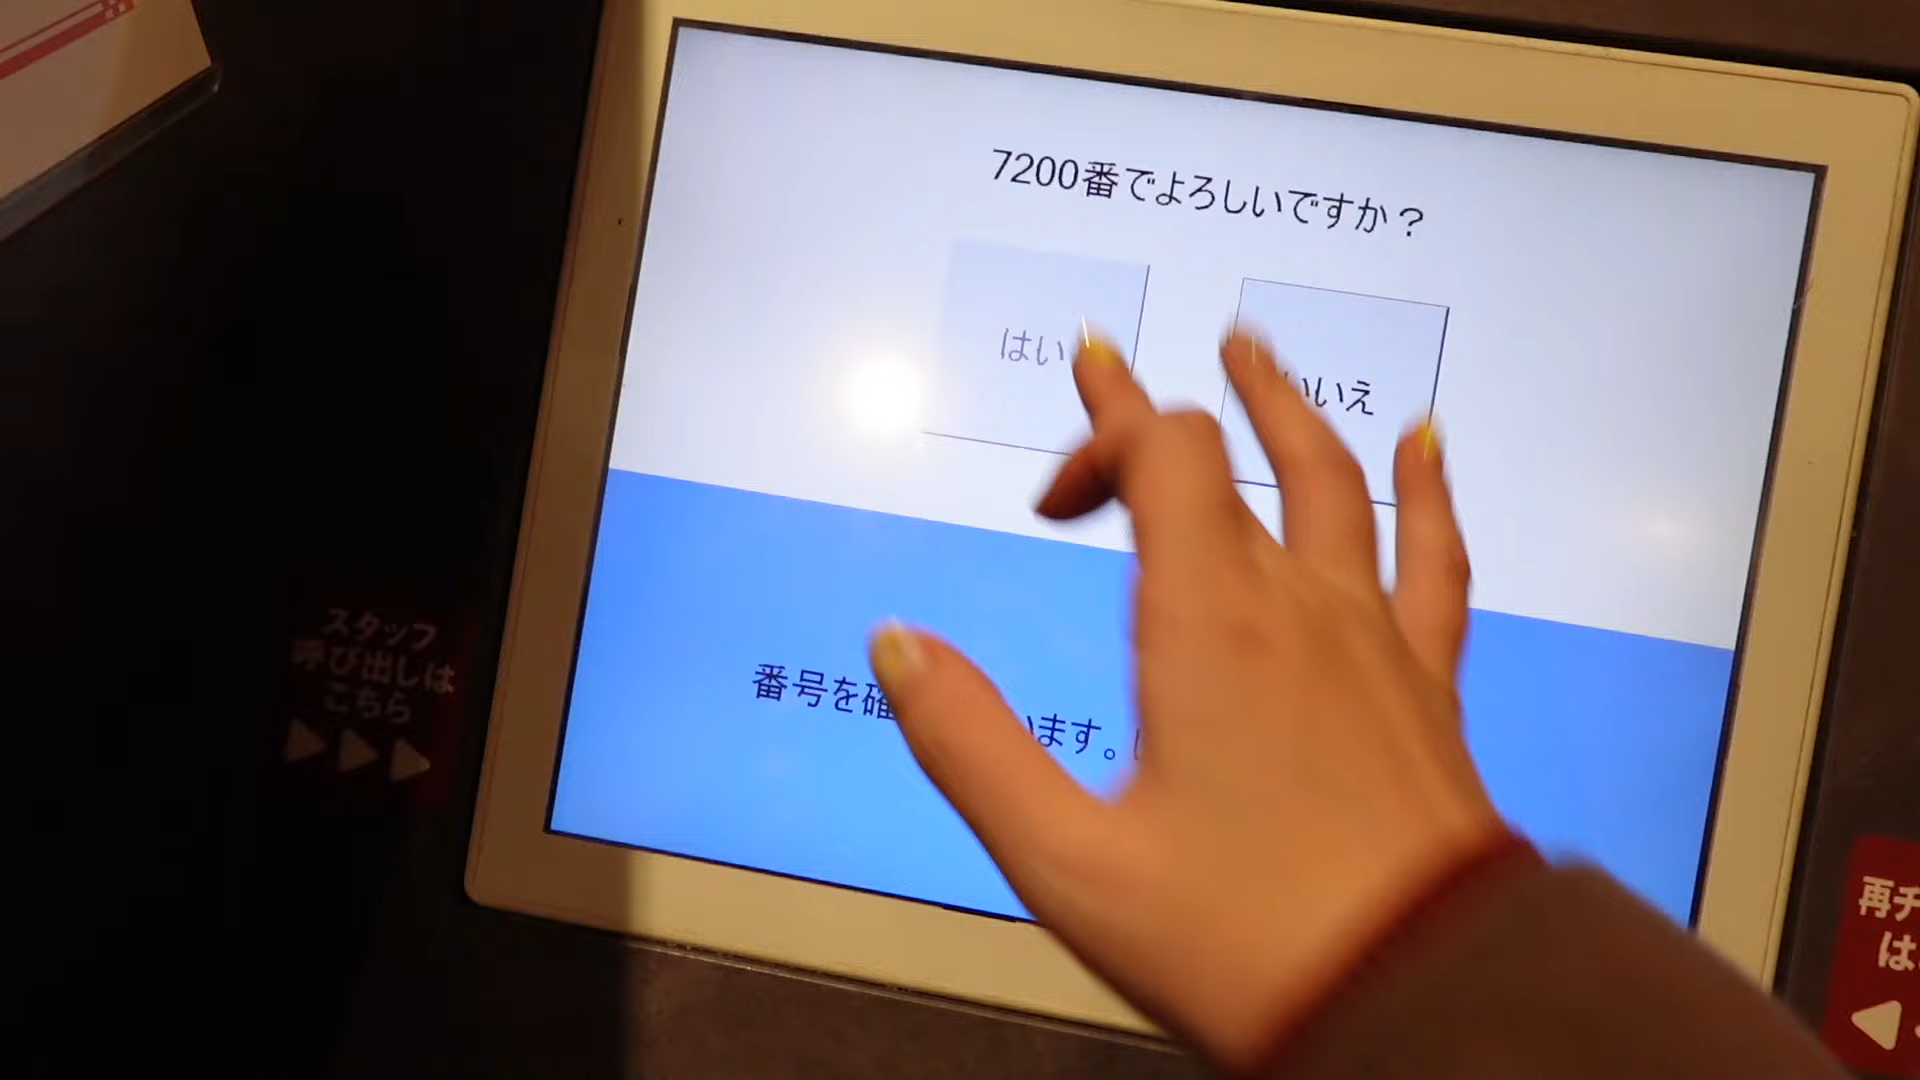 7200番でよろしいですか？
はい
いいえ
番号を確
います。
スタッフ
呼び出しは
こちら
再チ
は